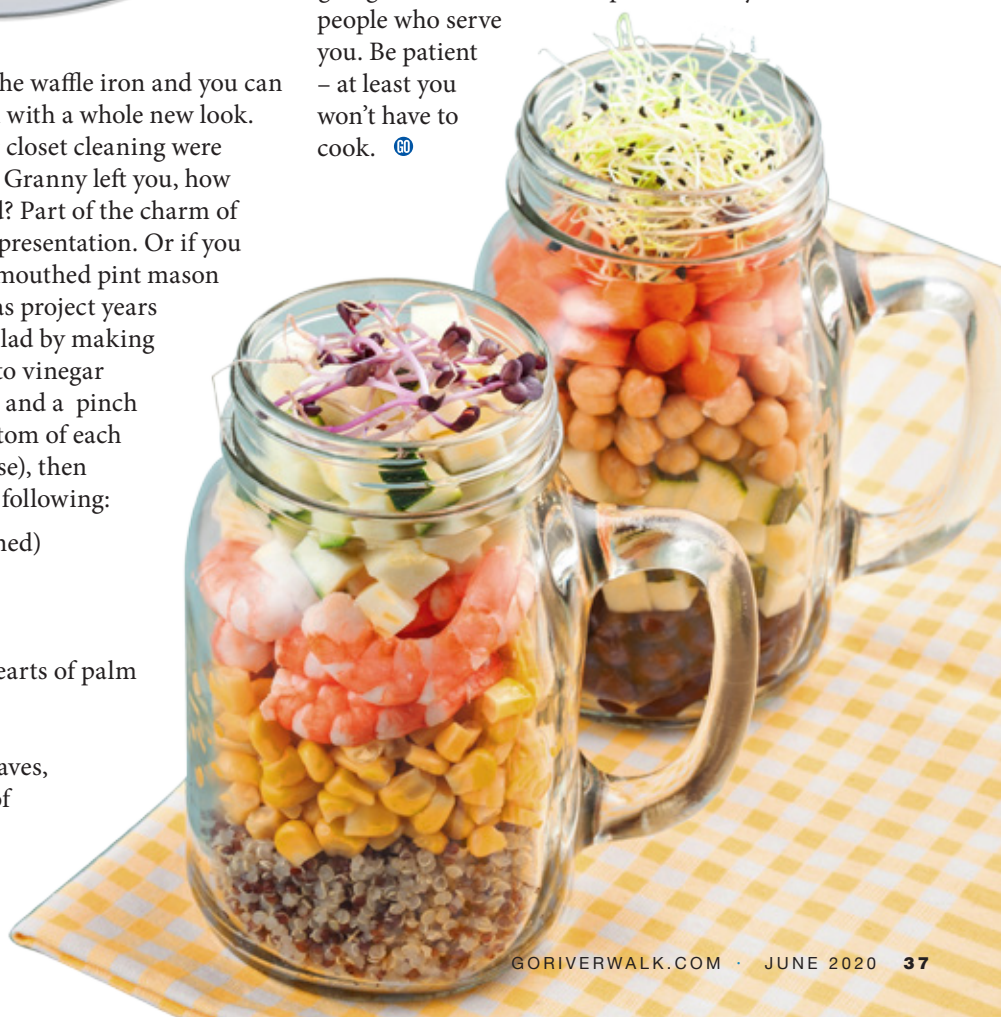 he waffle iron and you can
with a whole new look.
closet cleaning were
Granny left you, how
? Part of the charm of
presentation. Or if you
mouthed pint mason
as project years
lad by making
to vinegar
and a pinch
tom of each
se), then
following:
ned)
earts of palm
aves,
of
people who serve
you. Be patient
– at least you
won't have to
cook. GO
GORIVERWALK.COM · JUNE 2020 37